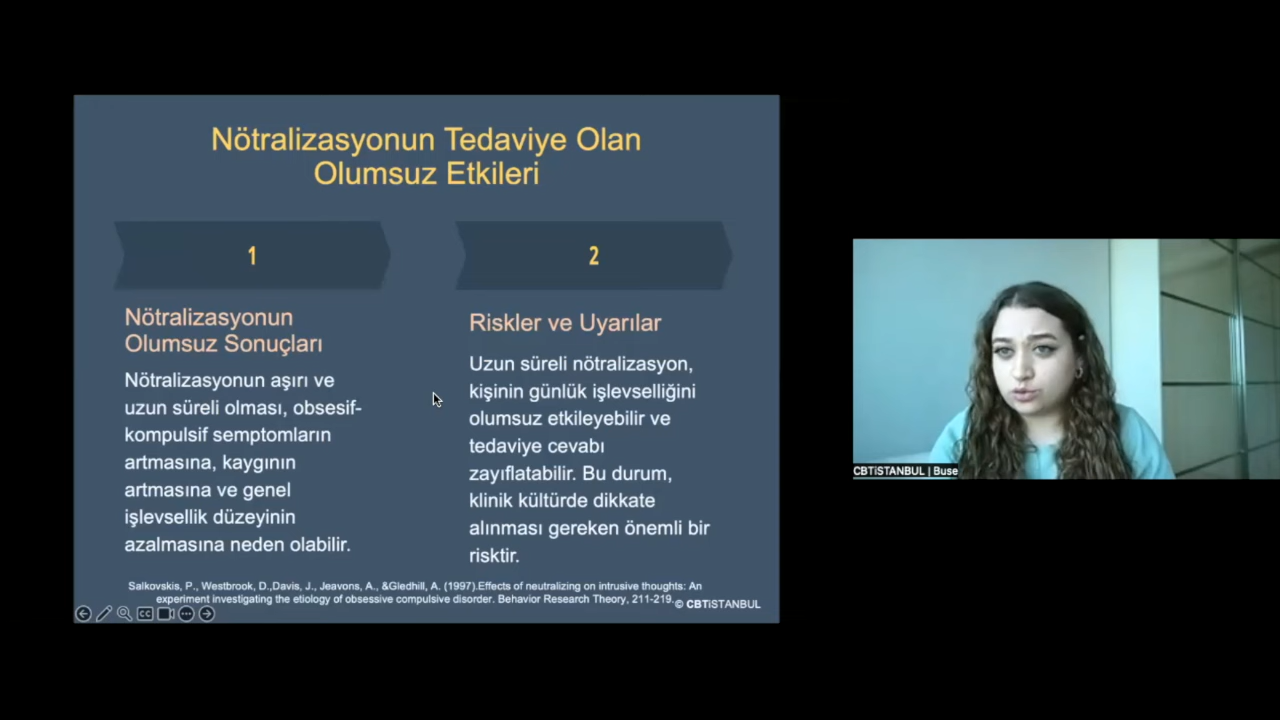 Nötralizasyonun Tedaviye Olan
Olumsuz Etkileri
1
Nötralizasyonun
Olumsuz Sonuçları
Nötralizasyonun aşırı ve
uzun süreli olması, obsesif-
kompulsif semptomların
artmasına, kaygının
artmasına ve genel
işlevsellik düzeyinin
azalmasına neden olabilir.
2
Riskler ve Uyarılar
Uzun süreli nötralizasyon,
kişinin günlük işlevselliğini
olumsuz etkileyebilir ve
tedaviye cevabı
zayıflatabilir. Bu durum,
klinik kültürde dikkate
alınması gereken önemli bir
risktir.
Salkovskis, P., Westbrook, D.,Davis, J., Jeavons, A., &Gledhill, A. (1997).Effects of neutralizing on intrusive thoughts: An
experiment investigating the etiology of obsessive compulsive disorder. Behavior Research Theory, 211-219.
© CBTiSTANBUL
CC
CBTiSTANBUL | Buse